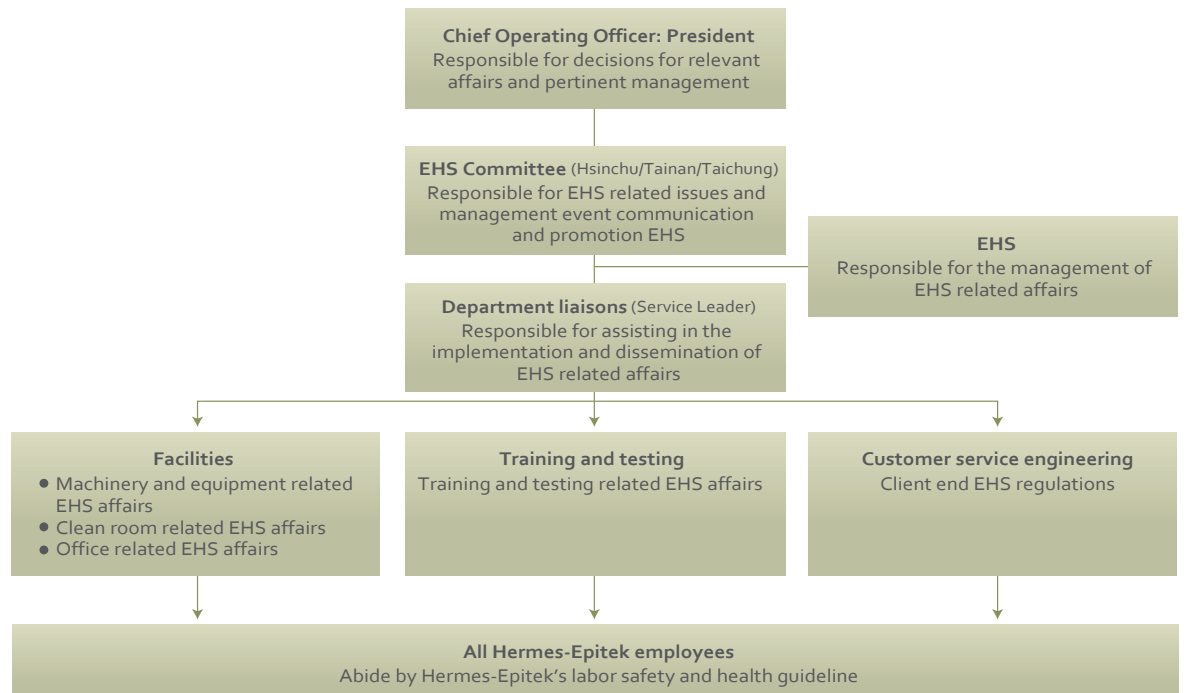 Chief Operating Officer: President
Responsible for decisions for relevant
affairs and pertinent management
EHS Committee (Hsinchu/Tainan/Taichung)
Responsible for EHS related issues and
management event communication
and promotion EHS
EHS
Responsible for the management of
EHS related affairs
Department liaisons (Service Leader)
Responsible for assisting in the
implementation and dissemination of
EHS related affairs
Facilities
● Machinery and equipment related
EHS affairs
● Clean room related EHS affairs
● Office related EHS affairs
Training and testing
Training and testing related EHS affairs
Customer service engineering
Client end EHS regulations
All Hermes-Epitek employees
Abide by Hermes-Epitek’s labor safety and health guideline